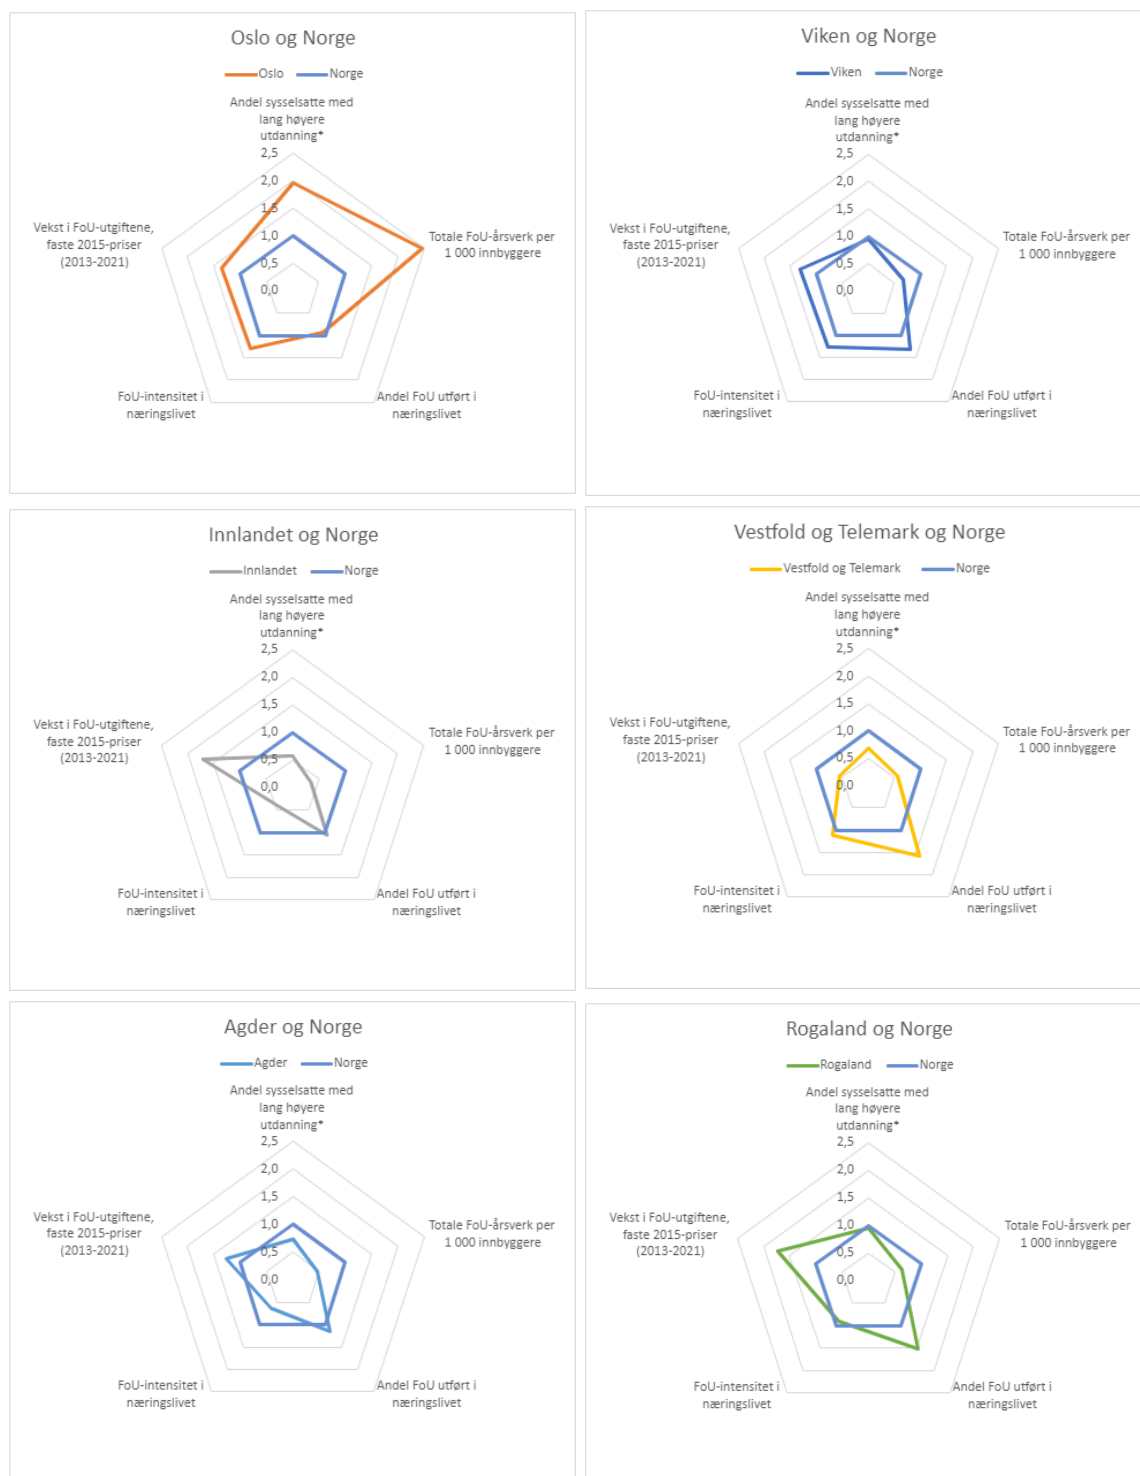 Oslo og Norge
Oslo
Norge
Andel sysselsatte med
lang høyere
utdanning*
2,5
2,0
1,5
1,0
0,5
0,0
Totale FoU-årsverk per
1 000 innbyggere
Andel FoU utført i
næringslivet
FoU-intensitet i
næringslivet
Vekst i FoU-utgiftene,
faste 2015-priser
(2013-2021)
Viken og Norge
Viken
Norge
Andel sysselsatte med
lang høyere
utdanning*
2,5
2,0
1,5
1,0
0,5
0,0
Totale FoU-årsverk per
1 000 innbyggere
Andel FoU utført i
næringslivet
FoU-intensitet i
næringslivet
Vekst i FoU-utgiftene,
faste 2015-priser
(2013-2021)
Innlandet og Norge
Innlandet
Norge
Andel sysselsatte med
lang høyere
utdanning*
2,5
2,0
1,5
1,0
0,5
0,0
Totale FoU-årsverk per
1 000 innbyggere
Andel FoU utført i
næringslivet
FoU-intensitet i
næringslivet
Vekst i FoU-utgiftene,
faste 2015-priser
(2013-2021)
Vestfold og Telemark og Norge
Vestfold og Telemark
Norge
Andel sysselsatte med
lang høyere
utdanning*
2,5
2,0
1,5
1,0
0,5
0,0
Totale FoU-årsverk per
1 000 innbyggere
Andel FoU utført i
næringslivet
FoU-intensitet i
næringslivet
Vekst i FoU-utgiftene,
faste 2015-priser
(2013-2021)
Agder og Norge
Agder
Norge
Andel sysselsatte med
lang høyere
utdanning*
2,5
2,0
1,5
1,0
0,5
0,0
Totale FoU-årsverk per
1 000 innbyggere
Andel FoU utført i
næringslivet
FoU-intensitet i
næringslivet
Vekst i FoU-utgiftene,
faste 2015-priser
(2013-2021)
Rogaland og Norge
Rogaland
Norge
Andel sysselsatte med
lang høyere
utdanning*
2,5
2,0
1,5
1,0
0,5
0,0
Totale FoU-årsverk per
1 000 innbyggere
Andel FoU utført i
næringslivet
FoU-intensitet i
næringslivet
Vekst i FoU-utgiftene,
faste 2015-priser
(2013-2021)